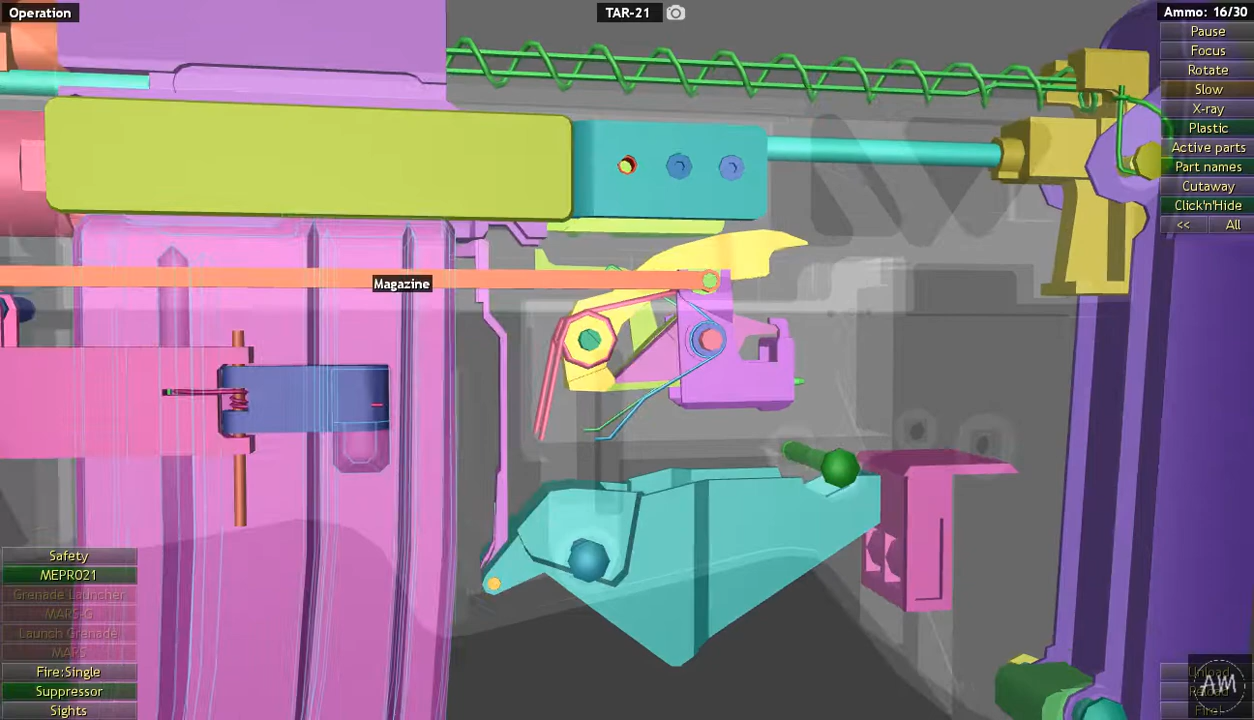 Operation
TAR-21
Ammo: 16/30
Pause
Focus
Rotate
Slow
X-ray
Plastic
Active parts
Part names
Cutaway
Click'n'Hide
<< All
Magazine
Safety
MEPRO21
Grenade Launcher
MARS-G
Launch Grenade
MARS
Fire:Single
Suppressor
Sights
AM